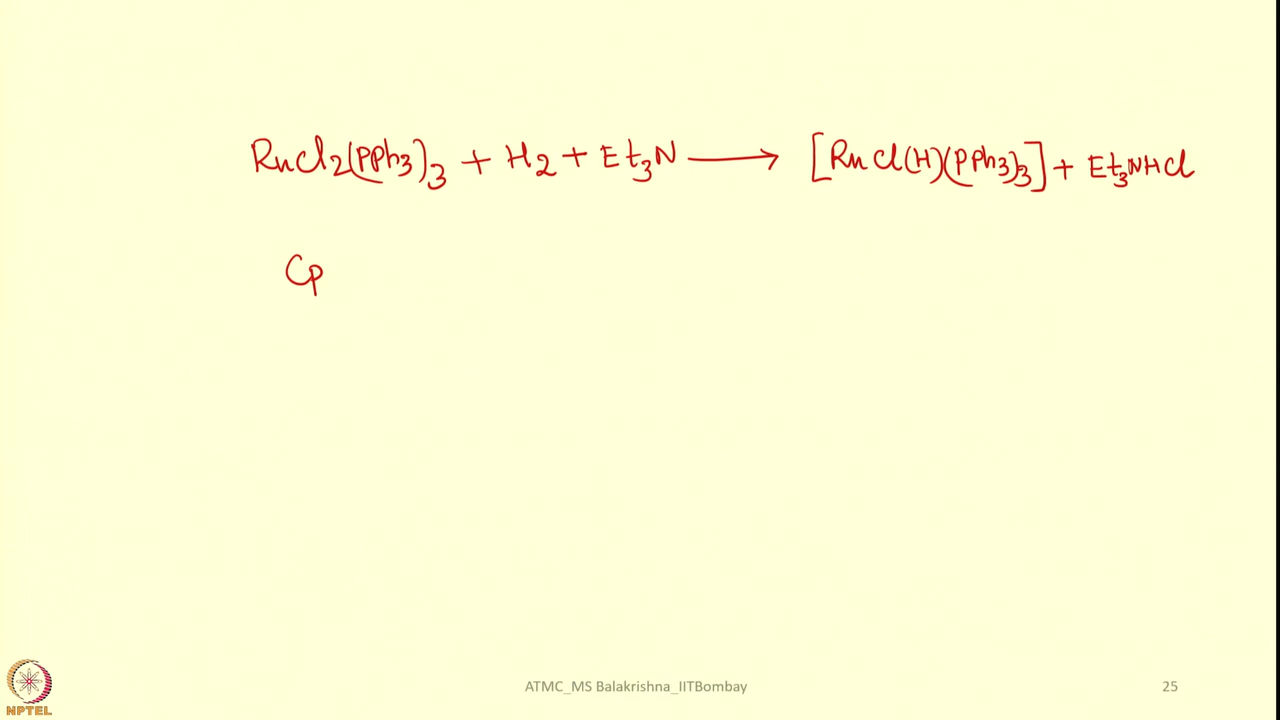 RuCl₂(PPh₃)₃ + H₂ + Et₃N ⟶ [RuCl(H)(PPh₃)₃] + Et₃NHCl
Cp
NPTEL
ATMC_MS Balakrishna_IITBombay
25